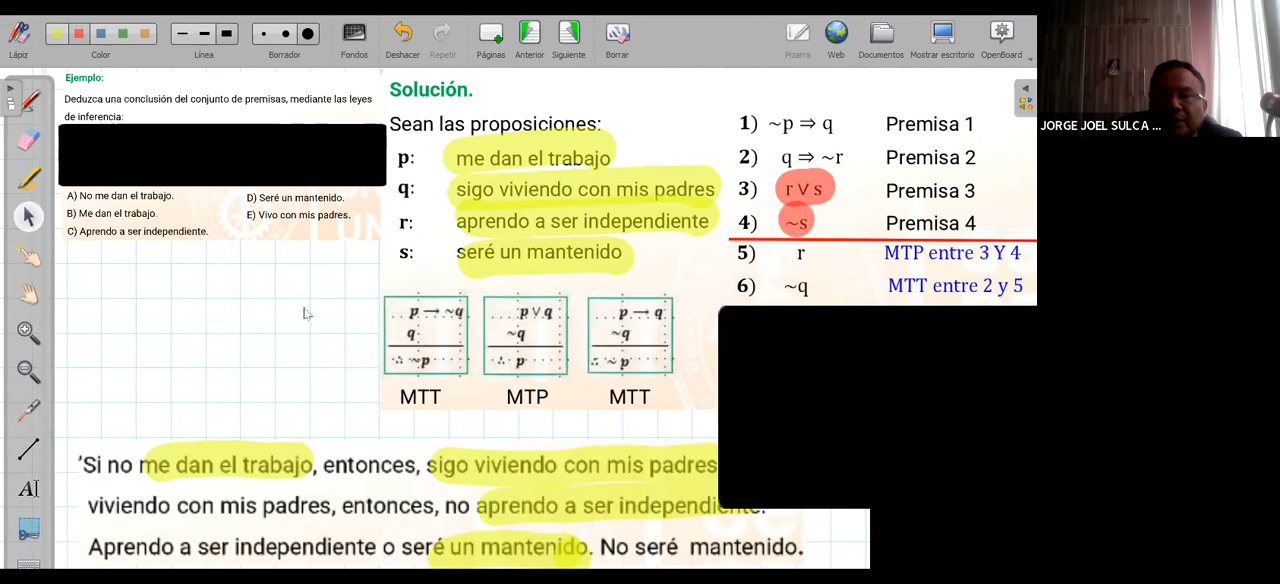 Lápiz
Color
Línea
Borrador
Fondos
Deshacer
Repetir
Páginas
Anterior
Siguiente
Borrar
Pizarra
Web
Documentos
Mostrar escritorio
OpenBoard
JORGE JOEL SULCA ...
Ejemplo:
Deduzca una conclusión del conjunto de premisas, mediante las leyes
de inferencia:
A) No me dan el trabajo.
B) Me dan el trabajo.
C) Aprendo a ser independiente.
D) Seré un mantenido.
E) Vivo con mis padres.
Solución.
Sean las proposiciones:
p: me dan el trabajo
q: sigo viviendo con mis padres
r: aprendo a ser independiente
s: seré un mantenido
1) ~p ⇒ q Premisa 1
2) q ⇒ ~r Premisa 2
3) r ∨ s Premisa 3
4) ~s Premisa 4
5) r MTP entre 3 Y 4
6) ~q MTT entre 2 y 5
p → ~q
q
∴ ~p
MTT
p ∨ q
~q
∴ p
MTP
p → q
~q
∴ ~p
MTT
'Si no me dan el trabajo, entonces, sigo viviendo con mis padres
viviendo con mis padres, entonces, no aprendo a ser independiente.
Aprendo a ser independiente o seré un mantenido. No seré mantenido.